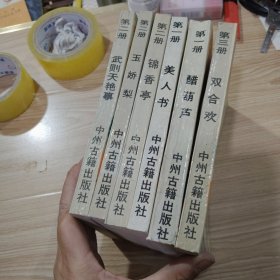 第二册
武则天艳事
中州古籍出版社
第二册
玉娇梨
中州古籍出版社
第二册
锦香亭
中州古籍出版社
第一册
美人书
中州古籍出版社
第一册
醋葫芦
中州古籍出版社
第三册
双合欢
中州古籍出版社